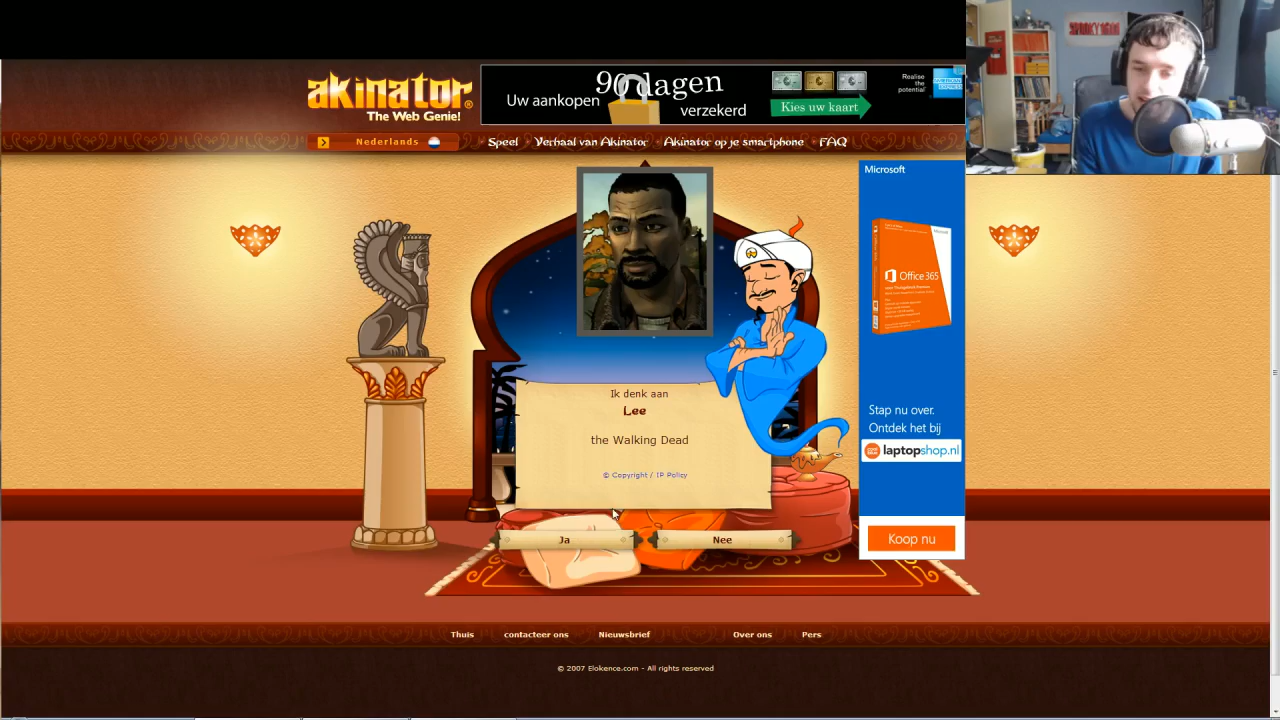 akinator®
The Web Genie!
90 dagen
Uw aankopen
verzekerd
Kies uw kaart
Realise
the
potential
Nederlands
Speel
Verhaal van Akinator
Akinator op je smartphone
FAQ
Microsoft
Office 365
Stap nu over.
Ontdek het bij
laptopshop.nl
Koop nu
Ik denk aan
Lee
the Walking Dead
© Copyright / IP Policy
Ja
Nee
Thuis
contacteer ons
Nieuwsbrief
Over ons
Pers
© 2007 Elokence.com - All rights reserved